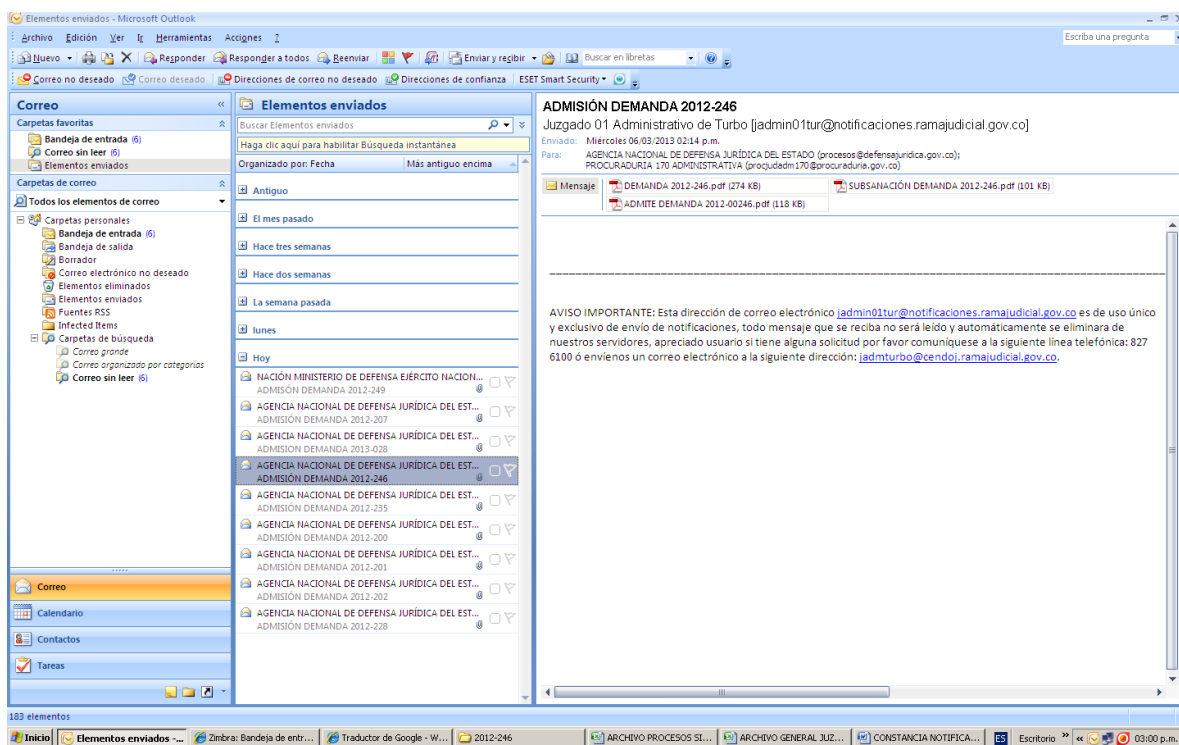 Elementos enviados - Microsoft Outlook
Archivo Edición Ver Ir Herramientas Acciones ?
Escriba una pregunta
Nuevo Responder Responder a todos Reenviar Enviar y recibir Buscar en libretas
Correo no deseado Correo deseado Direcciones de correo no deseado Direcciones de confianza ESET Smart Security
Correo
Carpetas favoritas
Bandeja de entrada (6)
Correo sin leer (6)
Elementos enviados
Carpetas de correo
Todos los elementos de correo
Carpetas personales
Bandeja de entrada (6)
Bandeja de salida
Borrador
Correo electrónico no deseado
Elementos eliminados
Elementos enviados
Fuentes RSS
Infected Items
Carpetas de búsqueda
Correo grande
Correo organizado por categorías
Correo sin leer (6)
Correo
Calendario
Contactos
Tareas
Elementos enviados
Buscar Elementos enviados
Haga clic aquí para habilitar Búsqueda instantánea
Organizado por: Fecha Más antiguo encima
Antiguo
El mes pasado
Hace tres semanas
Hace dos semanas
La semana pasada
lunes
Hoy
NACIÓN MINISTERIO DE DEFENSA EJÉRCITO NACION...
ADMISÓN DEMANDA 2012-249
AGENCIA NACIONAL DE DEFENSA JURÍDICA DEL EST...
ADMISIÓN DEMANDA 2012-207
AGENCIA NACIONAL DE DEFENSA JURÍDICA DEL EST...
ADMISION DEMANDA 2013-028
AGENCIA NACIONAL DE DEFENSA JURÍDICA DEL EST...
ADMISIÓN DEMANDA 2012-246
AGENCIA NACIONAL DE DEFENSA JURÍDICA DEL EST...
ADMISIÓN DEMANDA 2012-235
AGENCIA NACIONAL DE DEFENSA JURÍDICA DEL EST...
ADMISIÓN DEMANDA 2012-200
AGENCIA NACIONAL DE DEFENSA JURÍDICA DEL EST...
ADMISIÓN DEMANDA 2012-201
AGENCIA NACIONAL DE DEFENSA JURÍDICA DEL EST...
ADMISIÓN DEMANDA 2012-202
AGENCIA NACIONAL DE DEFENSA JURÍDICA DEL EST...
ADMISIÓN DEMANDA 2012-228
ADMISIÓN DEMANDA 2012-246
Juzgado 01 Administrativo de Turbo [jadmin01tur@notificaciones.ramajudicial.gov.co]
Enviado: Miércoles 06/03/2013 02:14 p.m.
Para: AGENCIA NACIONAL DE DEFENSA JURÍDICA DEL ESTADO (procesos@defensajuridica.gov.co);
PROCURADURIA 170 ADMINISTRATIVA (procjudadm170@procuraduria.gov.co)
Mensaje DEMANDA 2012-246.pdf (274 KB) SUBSANACIÓN DEMANDA 2012-246.pdf (101 KB)
ADMITE DEMANDA 2012-00246.pdf (118 KB)
AVISO IMPORTANTE: Esta dirección de correo electrónico jadmin01tur@notificaciones.ramajudicial.gov.co es de uso único
y exclusivo de envío de notificaciones, todo mensaje que se reciba no será leído y automáticamente se eliminara de
nuestros servidores, apreciado usuario si tiene alguna solicitud por favor comuníquese a la siguiente línea telefónica: 827
6100 ó envíenos un correo electrónico a la siguiente dirección: jadmturbo@cendoj.ramajudicial.gov.co.
183 elementos
Inicio Elementos enviados -... Zimbra: Bandeja de entr... Traductor de Google - W... 2012-246 ARCHIVO PROCESOS SI... ARCHIVO GENERAL JUZ... CONSTANCIA NOTIFICA... ES Escritorio 03:00 p.m.